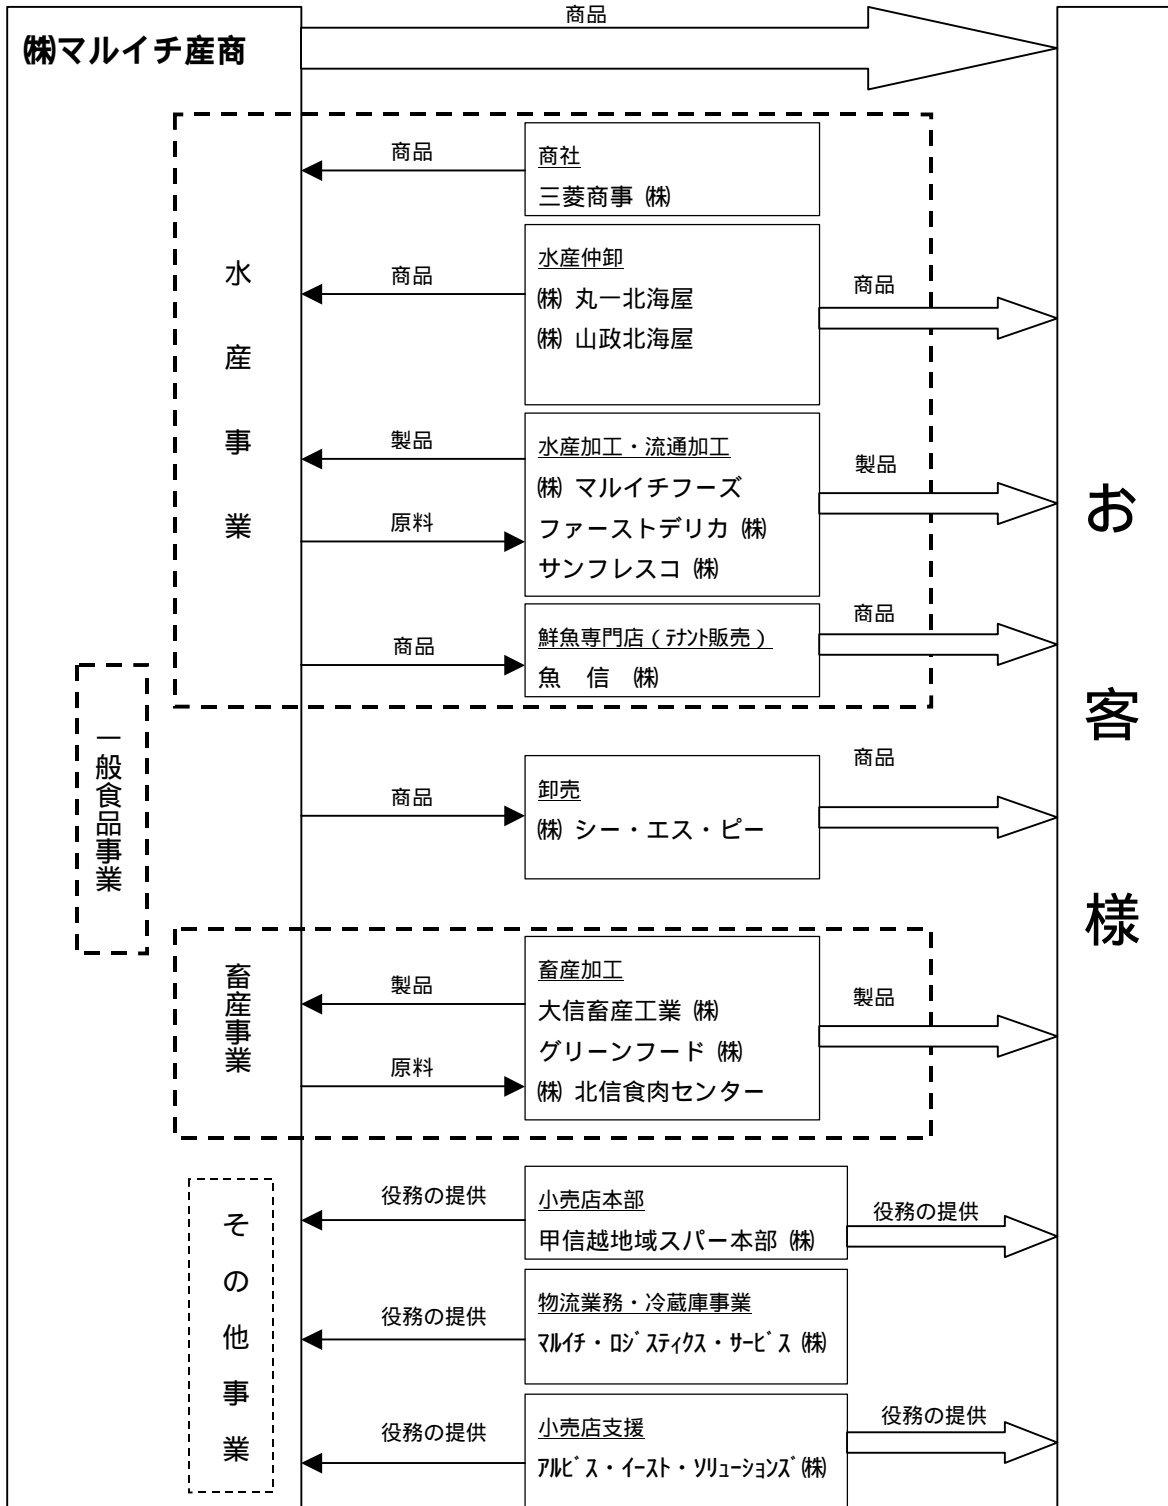 商品
㈱マルイチ産商
商品
商社
三菱商事 ㈱
水産事業
商品
水産仲卸
㈱ 丸一北海屋
㈱ 山政北海屋
商品
製品
原料
水産加工・流通加工
㈱ マルイチフーズ
ファーストデリカ ㈱
サンフレスコ ㈱
製品
商品
鮮魚専門店(ﾃﾅﾝﾄ販売)
魚 信 ㈱
商品
お客様
一般食品事業
商品
卸売
㈱ シー・エス・ピー
商品
畜産事業
製品
原料
畜産加工
大信畜産工業 ㈱
グリーンフード ㈱
㈱ 北信食肉センター
製品
その他事業
役務の提供
小売店本部
甲信越地域スパー本部 ㈱
役務の提供
役務の提供
物流業務・冷蔵庫事業
ﾏﾙｲﾁ・ﾛｼﾞｽﾃｨｸｽ・ｻｰﾋﾞｽ ㈱
役務の提供
小売店支援
ｱﾙﾋﾞｽ・ｲｰｽﾄ・ｿﾘｭｰｼｮﾝｽﾞ ㈱
役務の提供